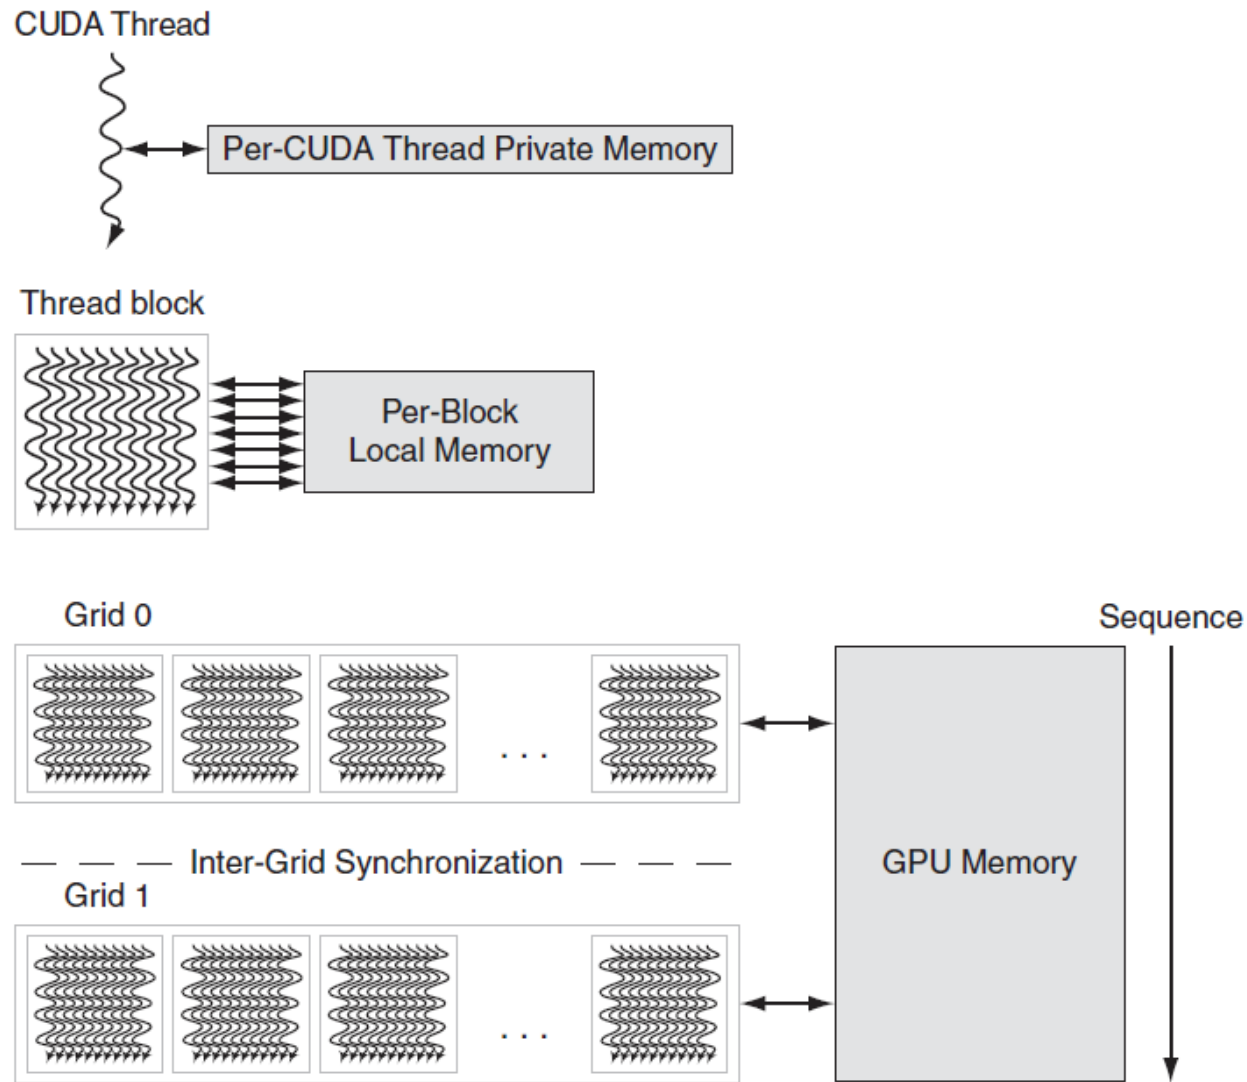 CUDA Thread
Per-CUDA Thread Private Memory
Thread block
Per-Block
Local Memory
Grid 0
Sequence
. . .
Inter-Grid Synchronization
GPU Memory
Grid 1
. . .